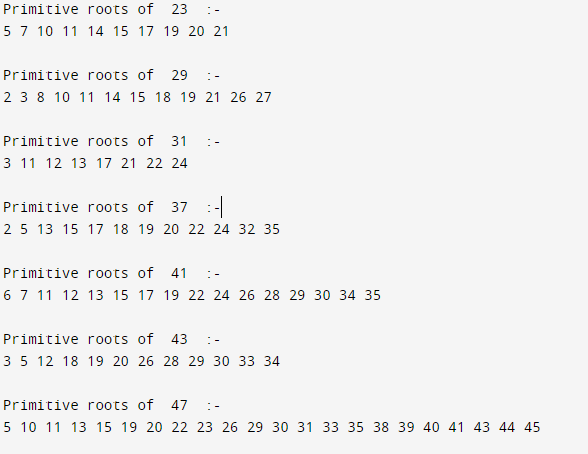 Primitive roots of  23  :-
5 7 10 11 14 15 17 19 20 21
Primitive roots of  29  :-
2 3 8 10 11 14 15 18 19 21 26 27
Primitive roots of  31  :-
3 11 12 13 17 21 22 24
Primitive roots of  37  :-
2 5 13 15 17 18 19 20 22 24 32 35
Primitive roots of  41  :-
6 7 11 12 13 15 17 19 22 24 26 28 29 30 34 35
Primitive roots of  43  :-
3 5 12 18 19 20 26 28 29 30 33 34
Primitive roots of  47  :-
5 10 11 13 15 19 20 22 23 26 29 30 31 33 35 38 39 40 41 43 44 45